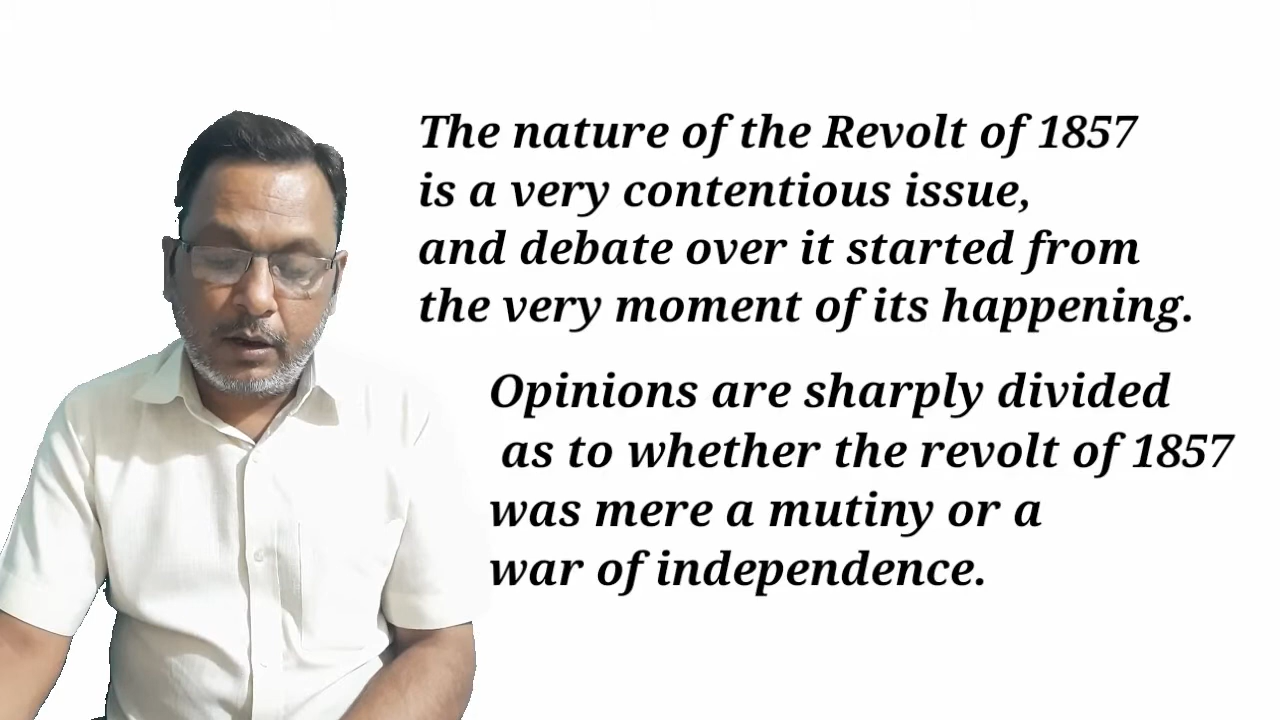 The nature of the Revolt of 1857
is a very contentious issue,
and debate over it started from
the very moment of its happening.
Opinions are sharply divided
as to whether the revolt of 1857
was mere a mutiny or a
war of independence.